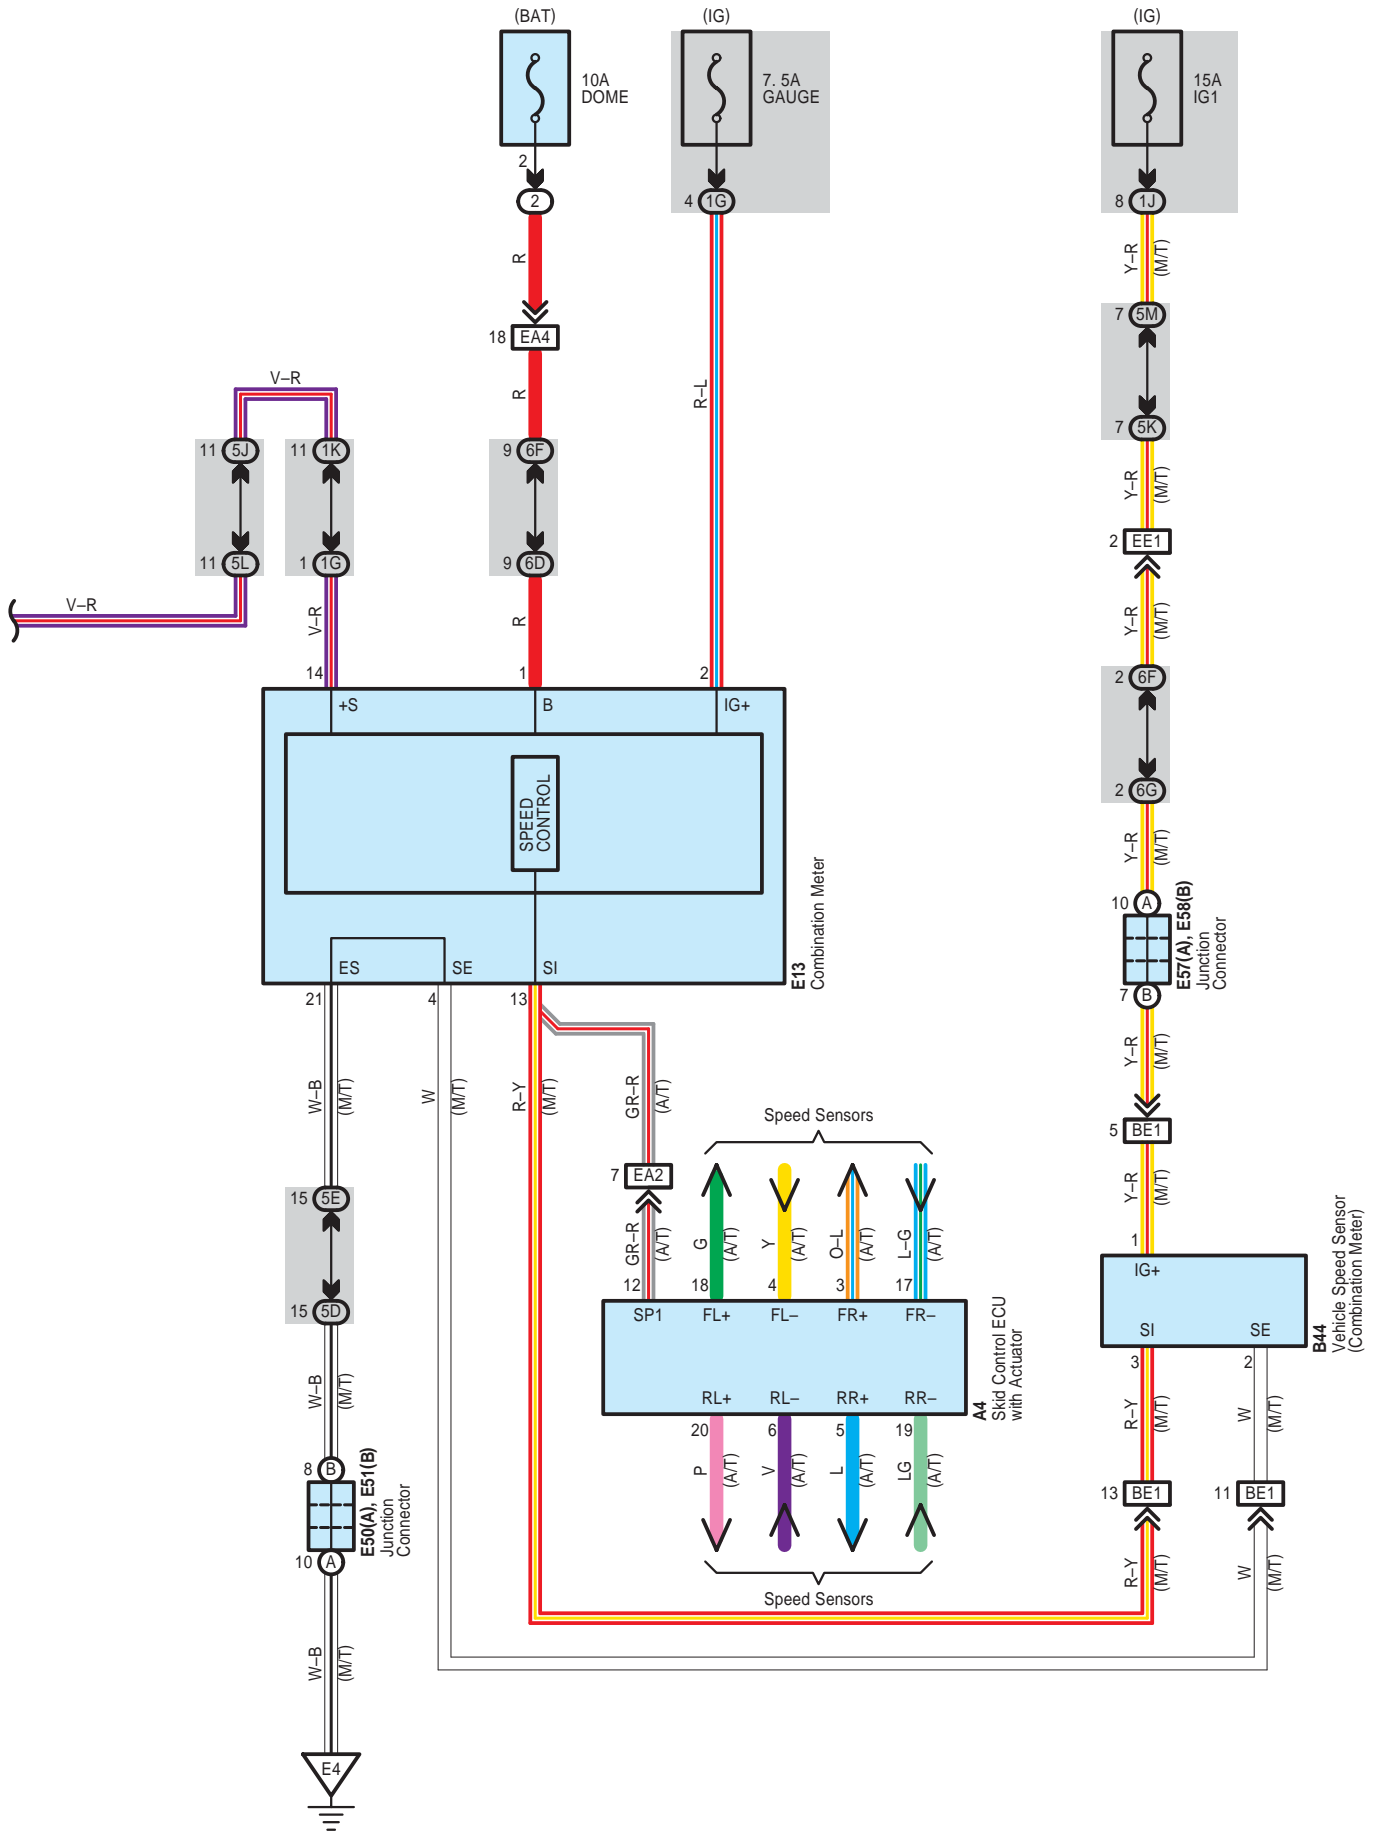 (BAT)
(IG)
(IG)
10A
DOME
7. 5A
GAUGE
15A
IG1
2
2
4 1G
8 1J
R
Y–R
(M/T)
7 5M
18 EA4
R
R–L
V–R
7 5K
11 5J
11 1K
9 6F
Y–R
(M/T)
2 EE1
11 5L
1 1G
9 6D
V–R
V–R
R
Y–R
(M/T)
14
1
2
2 6F
+S
B
IG+
2 6G
SPEED
CONTROL
Y–R
(M/T)
E13
Combination Meter
10 A
E57(A), E58(B)
Junction
Connector
7 B
ES
SE
SI
21
4
13
W–B
(M/T)
W
(M/T)
R–Y
(M/T)
GR–R
(A/T)
Y–R
(M/T)
Speed Sensors
5 BE1
7 EA2
15 5E
Y–R
(M/T)
GR–R
(A/T)
G
(A/T)
Y
(A/T)
O–L
(A/T)
L–G
(A/T)
1
12
18
4
3
17
IG+
15 5D
SP1
FL+
FL–
FR+
FR–
SI
SE
B44
Vehicle Speed Sensor
(Combination Meter)
A4
Skid Control ECU
with Actuator
3
2
RL+
RL–
RR+
RR–
W–B
(M/T)
R–Y
(M/T)
W
(M/T)
20
6
5
19
P
(A/T)
V
(A/T)
L
(A/T)
LG
(A/T)
8 B
13 BE1
11 BE1
E50(A), E51(B)
Junction
Connector
10 A
R–Y
(M/T)
W
(M/T)
Speed Sensors
W–B
(M/T)
E4